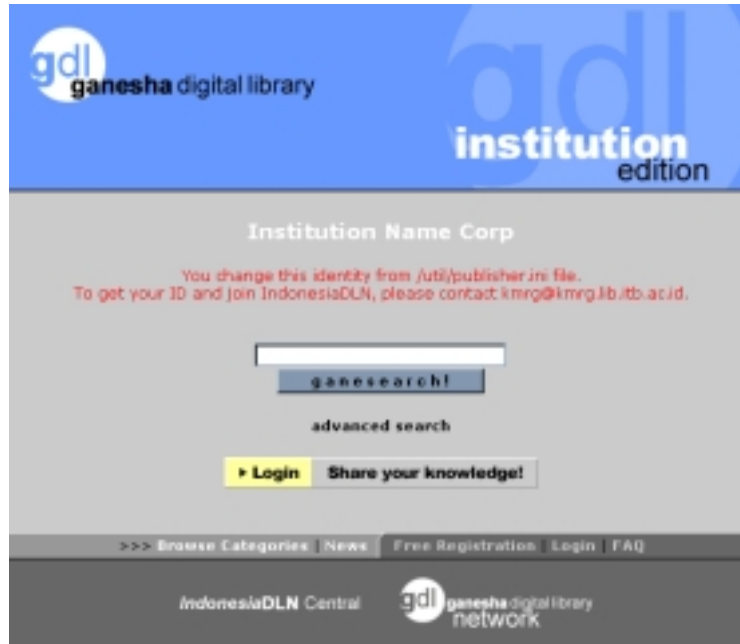 gdl
ganesha digital library
gdl
institution
edition
Institution Name Corp
You change this identity from /util/publisher.ini file.
To get your ID and join IndonesiaDLN, please contact kmrg@kmrg.lib.itb.ac.id.
ganesearch!
advanced search
Login Share your knowledge!
>>> Browse Categories | News | Free Registration | Login | FAQ
IndonesiaDLN Central
gdl ganesha digital library
network